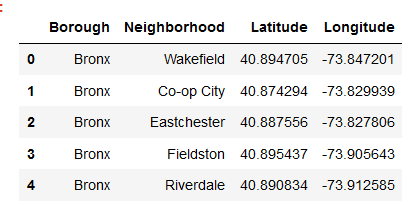 Borough Neighborhood Latitude Longitude
0 Bronx Wakefield 40.894705 -73.847201
1 Bronx Co-op City 40.874294 -73.829939
2 Bronx Eastchester 40.887556 -73.827806
3 Bronx Fieldston 40.895437 -73.905643
4 Bronx Riverdale 40.890834 -73.912585